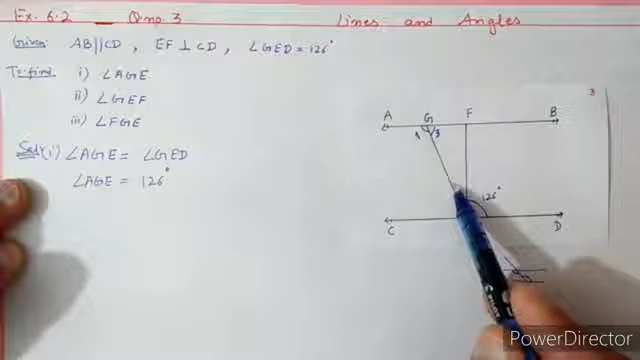 Ex. 6.2 Q no. 3 Lines and Angles
Given AB||CD, EF ⊥ CD, ∠GED = 126°
To find i) ∠AGE
ii) ∠GEF
iii) ∠FGE
Sol: (i) ∠AGE = ∠GED
∠AGE = 126°
3
A G F B
1 3
126°
C D
PowerDirector